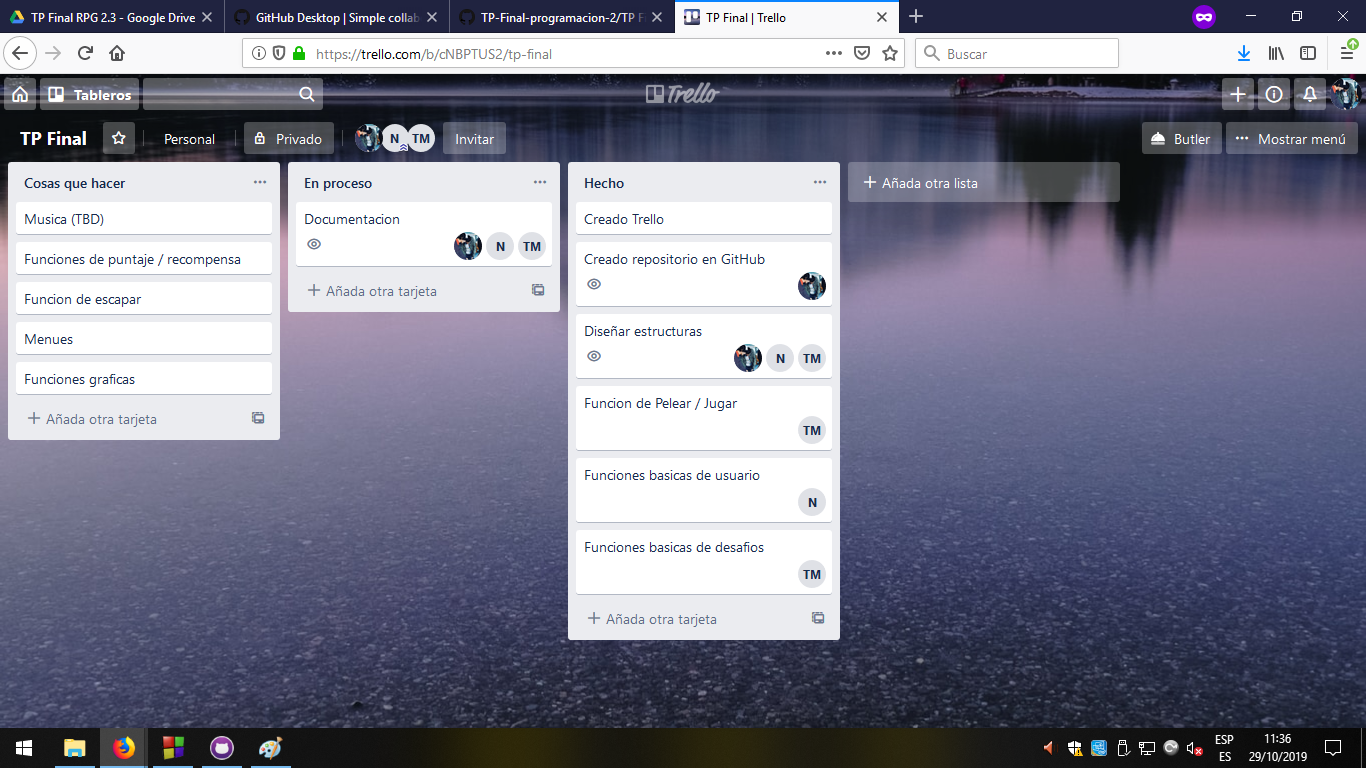 TP Final RPG 2.3 - Google Drive
GitHub Desktop | Simple collab
TP-Final-programacion-2/TP F
TP Final | Trello
https://trello.com/b/cNBPTUS2/tp-final
Buscar
Tableros
Trello
TP Final
Personal
Privado
N
TM
Invitar
Butler
Mostrar menú
Cosas que hacer
Musica (TBD)
Funciones de puntaje / recompensa
Funcion de escapar
Menues
Funciones graficas
Añada otra tarjeta
En proceso
Documentacion
N
TM
Añada otra tarjeta
Hecho
Creado Trello
Creado repositorio en GitHub
Diseñar estructuras
N
TM
Funcion de Pelear / Jugar
TM
Funciones basicas de usuario
N
Funciones basicas de desafios
TM
Añada otra tarjeta
Añada otra lista
ESP
ES
11:36
29/10/2019